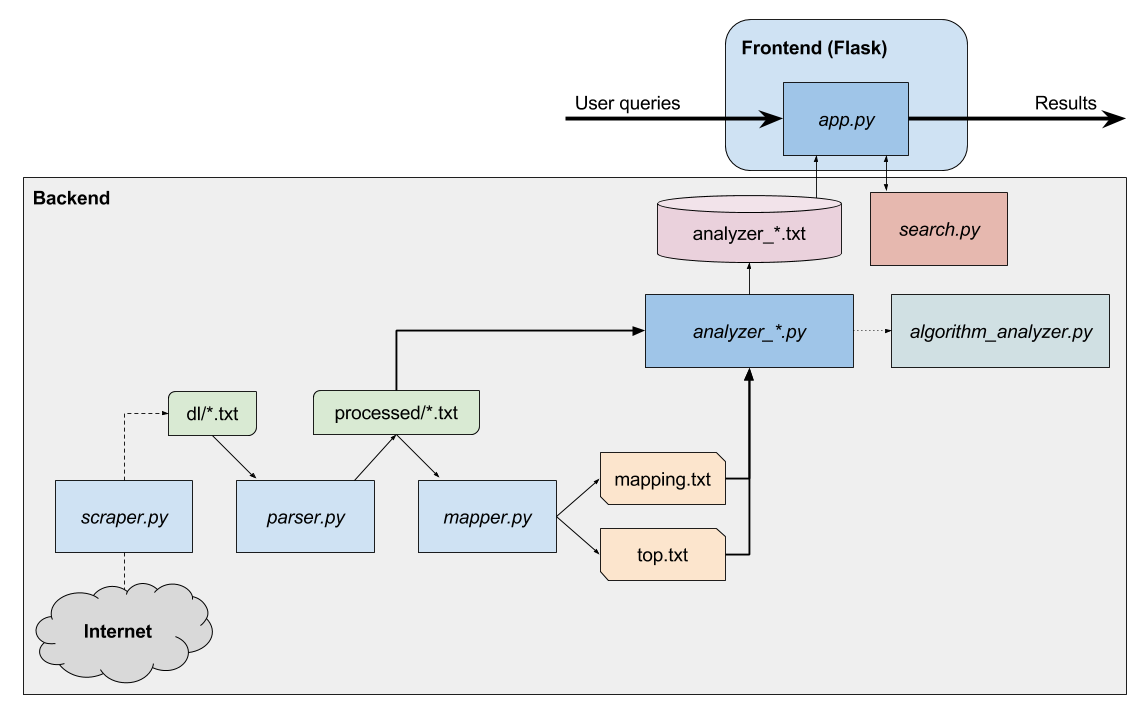 Frontend (Flask)
User queries
app.py
Results
Backend
analyzer_*.txt
search.py
analyzer_*.py
algorithm_analyzer.py
dl/*.txt
processed/*.txt
mapping.txt
scraper.py
parser.py
mapper.py
top.txt
Internet